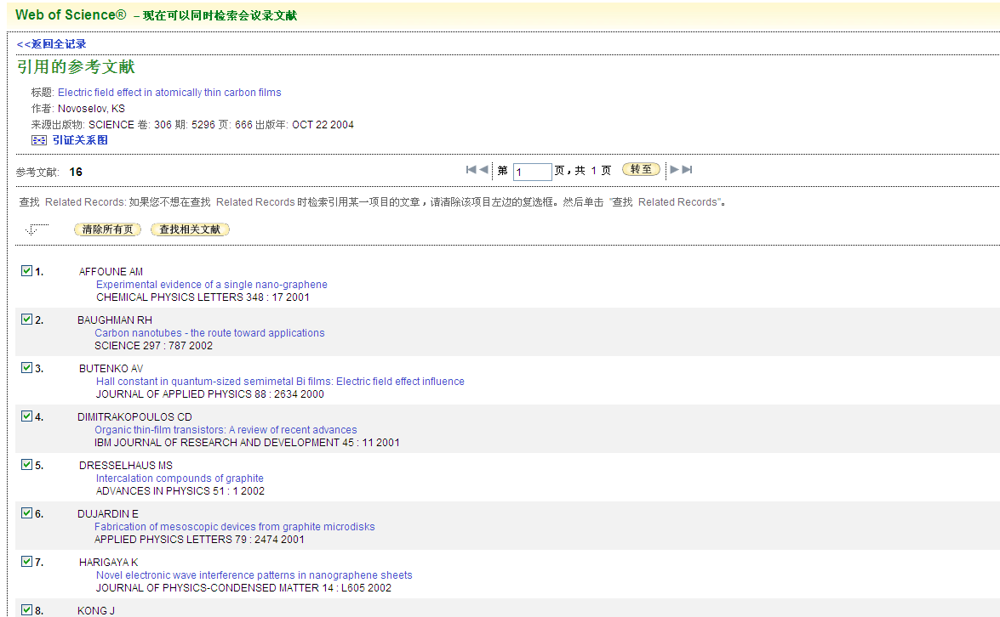 Web of Science® – 现在可以同时检索会议录文献
<<返回全记录
引用的参考文献
标题: Electric field effect in atomically thin carbon films
作者: Novoselov, KS
来源出版物: SCIENCE 卷: 306 期: 5296 页: 666 出版年: OCT 22 2004
引证关系图
参考文献: 16
第 1 页，共 1 页 转至
查找 Related Records: 如果您不想在查找 Related Records 时检索引用某一项目的文章，请清除该项目左边的复选框。然后单击 "查找 Related Records"。
清除所有页 查找相关文献
1. AFFOUNE AM
Experimental evidence of a single nano-graphene
CHEMICAL PHYSICS LETTERS 348 : 17 2001
2. BAUGHMAN RH
Carbon nanotubes - the route toward applications
SCIENCE 297 : 787 2002
3. BUTENKO AV
Hall constant in quantum-sized semimetal Bi films: Electric field effect influence
JOURNAL OF APPLIED PHYSICS 88 : 2634 2000
4. DIMITRAKOPOULOS CD
Organic thin-film transistors: A review of recent advances
IBM JOURNAL OF RESEARCH AND DEVELOPMENT 45 : 11 2001
5. DRESSELHAUS MS
Intercalation compounds of graphite
ADVANCES IN PHYSICS 51 : 1 2002
6. DUJARDIN E
Fabrication of mesoscopic devices from graphite microdisks
APPLIED PHYSICS LETTERS 79 : 2474 2001
7. HARIGAYA K
Novel electronic wave interference patterns in nanographene sheets
JOURNAL OF PHYSICS-CONDENSED MATTER 14 : L605 2002
8. KONG J